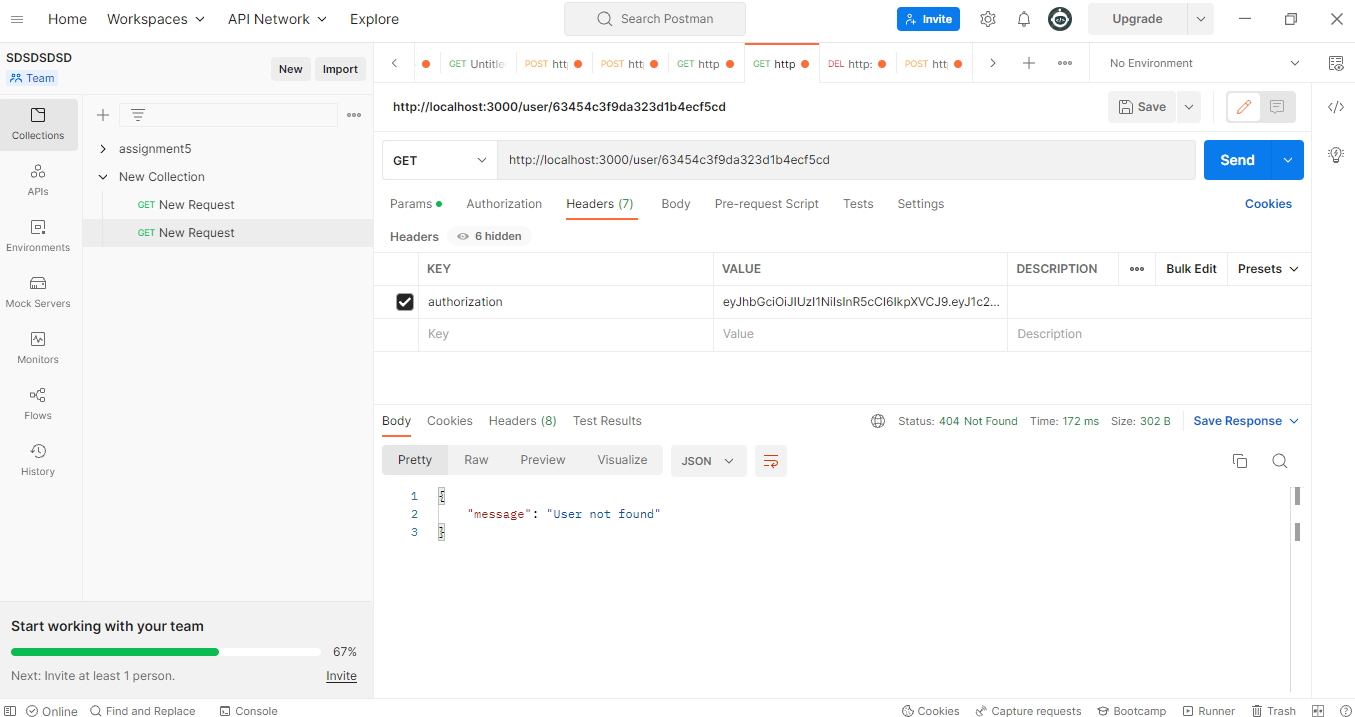 Home Workspaces API Network Explore Search Postman Invite Upgrade
SDSDSDSD
Team
New Import
GET Untitle POST htt POST htt GET http GET http DEL http: POST htt No Environment
http://localhost:3000/user/63454c3f9da323d1b4ecf5cd Save
Collections
APIs
Environments
Mock Servers
Monitors
Flows
History
assignment5
New Collection
GET New Request
GET New Request
GET http://localhost:3000/user/63454c3f9da323d1b4ecf5cd Send
Params Authorization Headers (7) Body Pre-request Script Tests Settings Cookies
Headers 6 hidden
KEY VALUE DESCRIPTION Bulk Edit Presets
authorization eyJhbGciOiJIUzI1NiIsInR5cCI6IkpXVCJ9.eyJ1c2...
Key Value Description
Body Cookies Headers (8) Test Results Status: 404 Not Found Time: 172 ms Size: 302 B Save Response
Pretty Raw Preview Visualize JSON
1 {
2 "message": "User not found"
3 }
Start working with your team
67%
Next: Invite at least 1 person. Invite
Online Find and Replace Console Cookies Capture requests Bootcamp Runner Trash